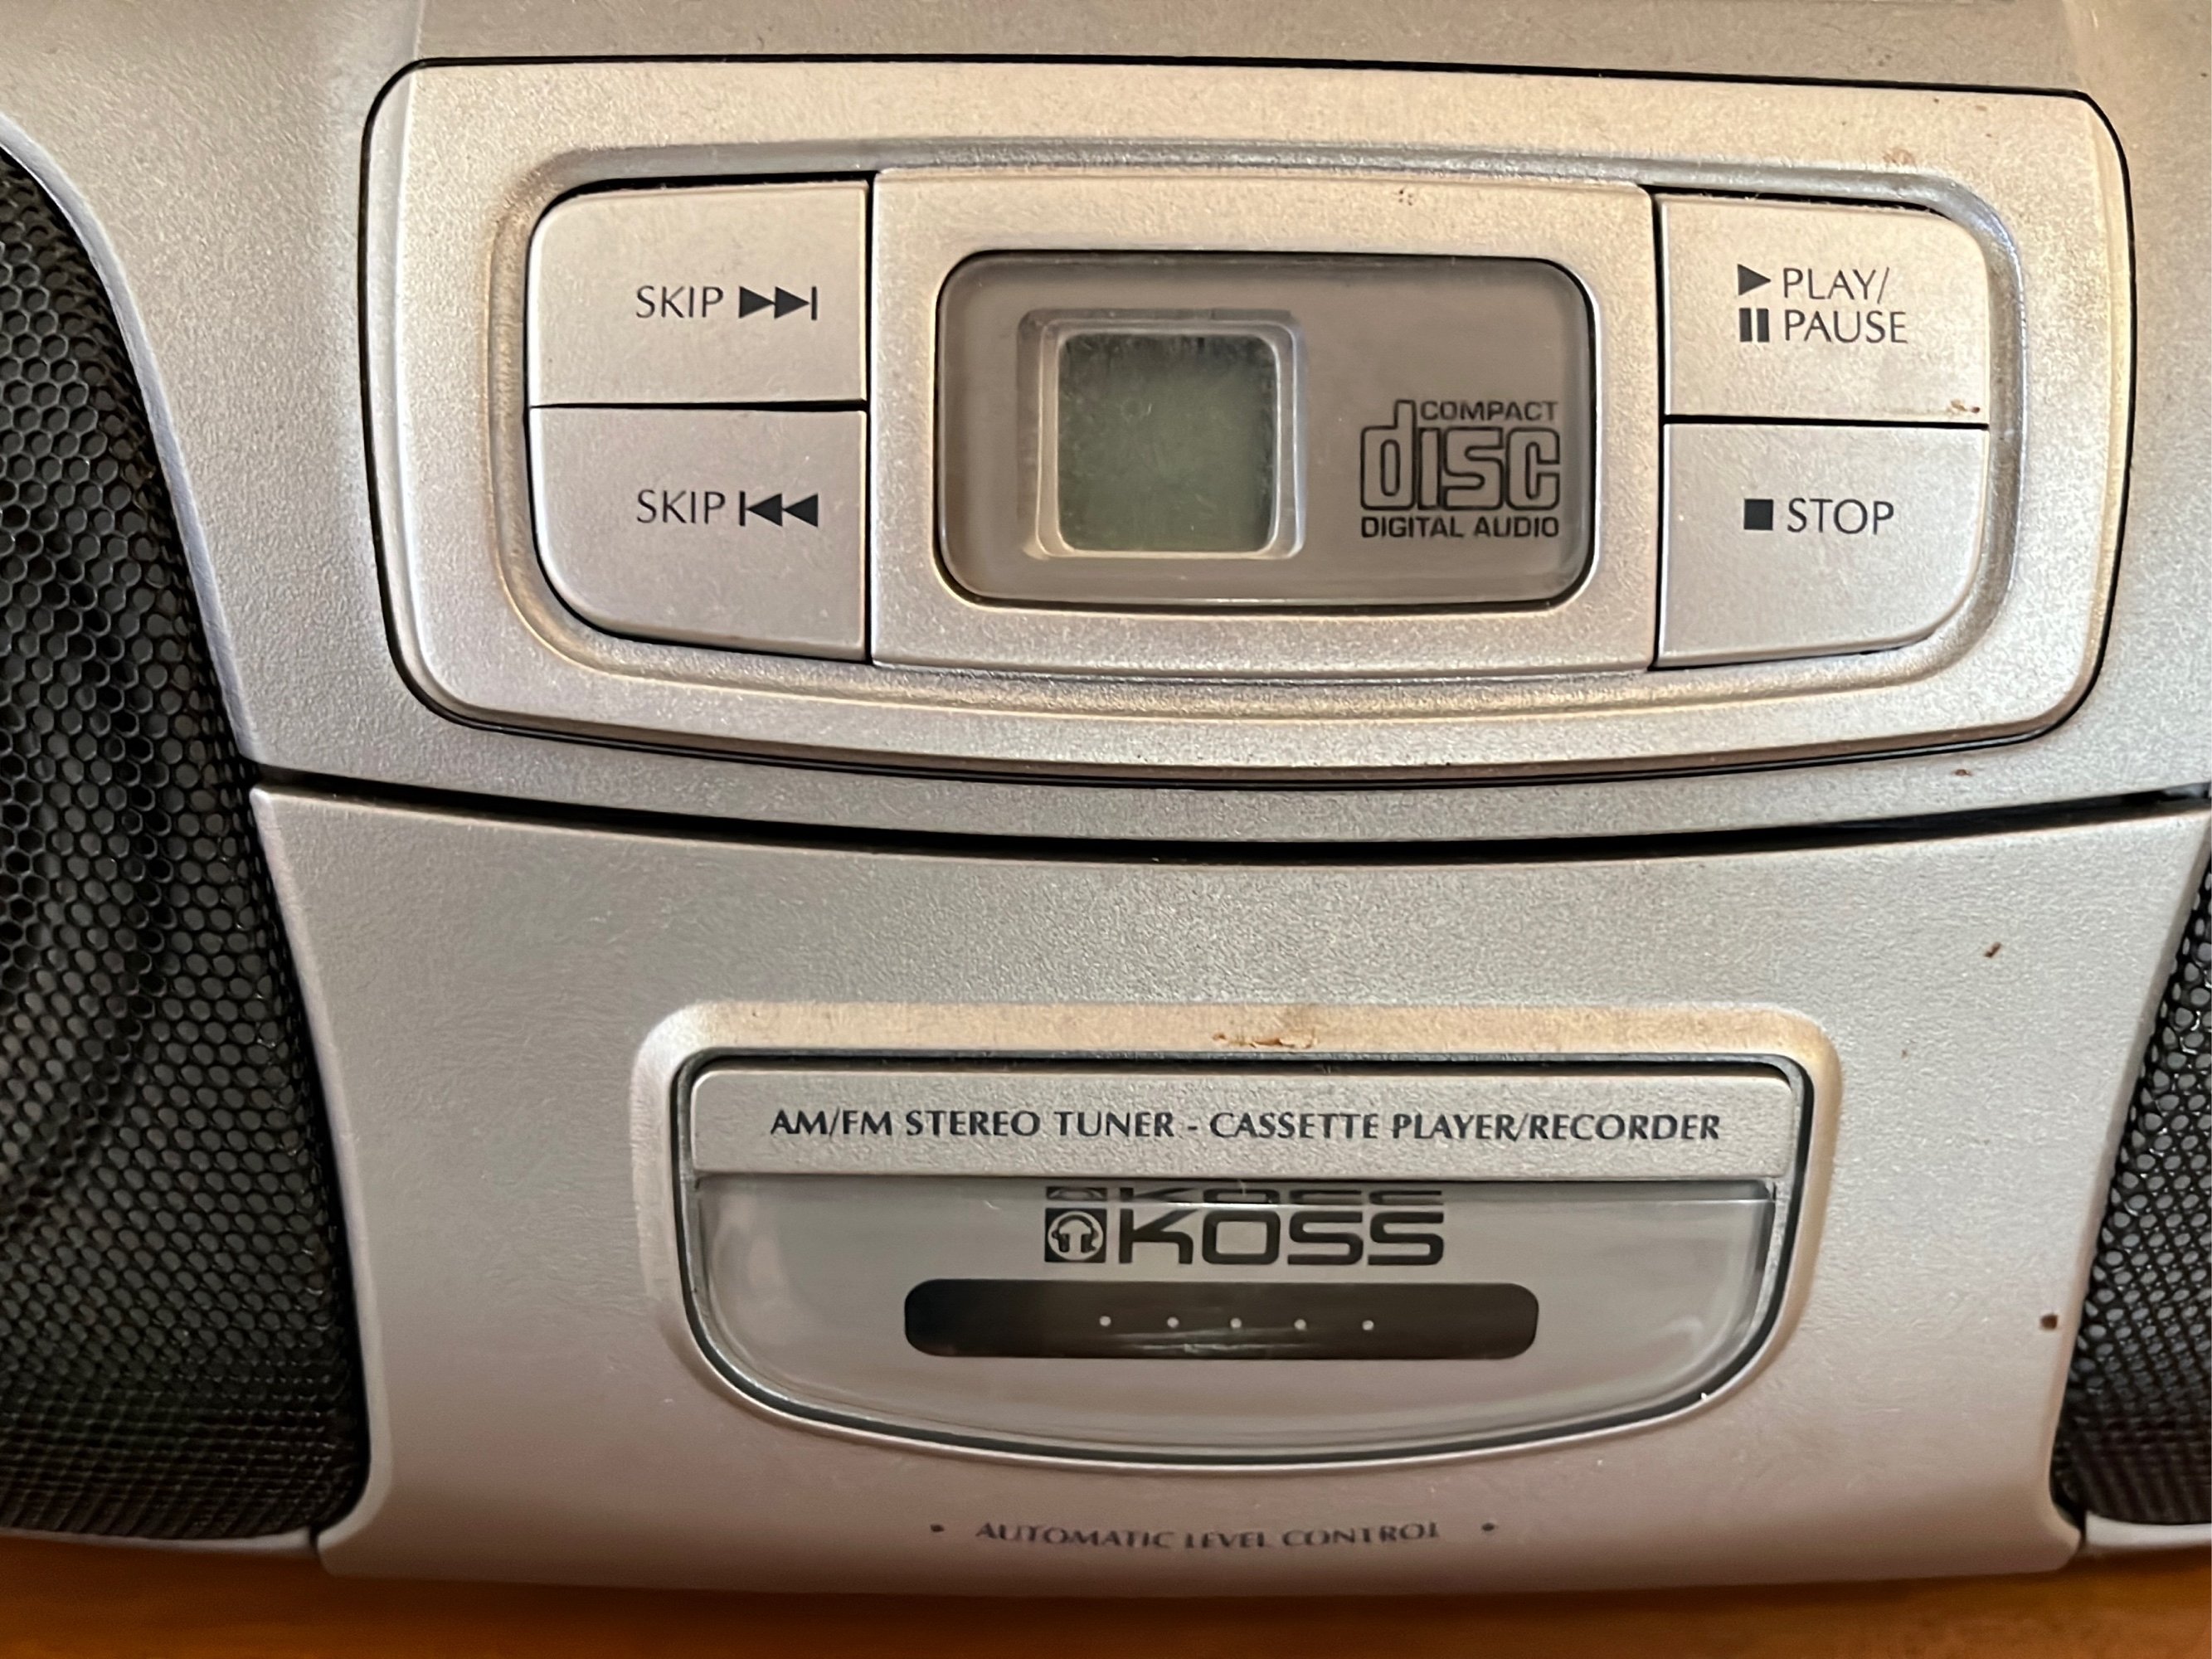 SKIP
SKIP
COMPACT
disc
DIGITAL AUDIO
PLAY/
PAUSE
STOP
AM/FM STEREO TUNER - CASSETTE PLAYER/RECORDER
KOSS
• AUTOMATIC LEVEL CONTROL •